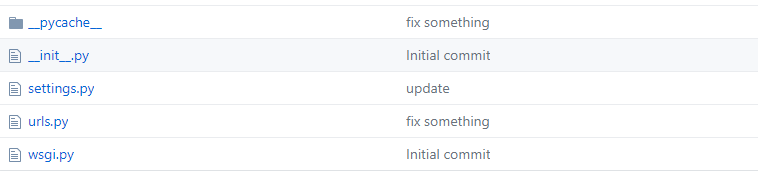 __pycache__ fix something
__init__.py Initial commit
settings.py update
urls.py fix something
wsgi.py Initial commit